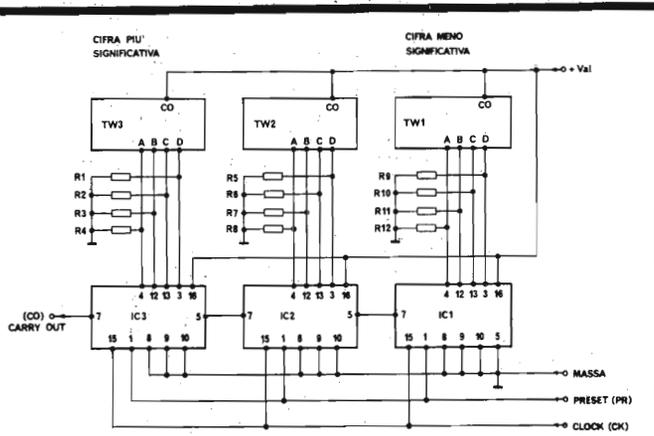 CIFRA PIU'
SIGNIFICATIVA
CIFRA MENO
SIGNIFICATIVA
+ Val
CO
CO
CO
TW3
TW2
TW1
A B C D
A B C D
A B C D
R1
R2
R3
R4
R5
R6
R7
R8
R9
R10
R11
R12
4 12 13 3 16
4 12 13 3 16
4 12 13 3 16
(CO)
CARRY OUT
7 IC3 5
7 IC2 5
7 IC1
15 1 8 9 10
15 1 8 9 10
15 1 8 9 10 5
MASSA
PRESET (PR)
CLOCK (CK)